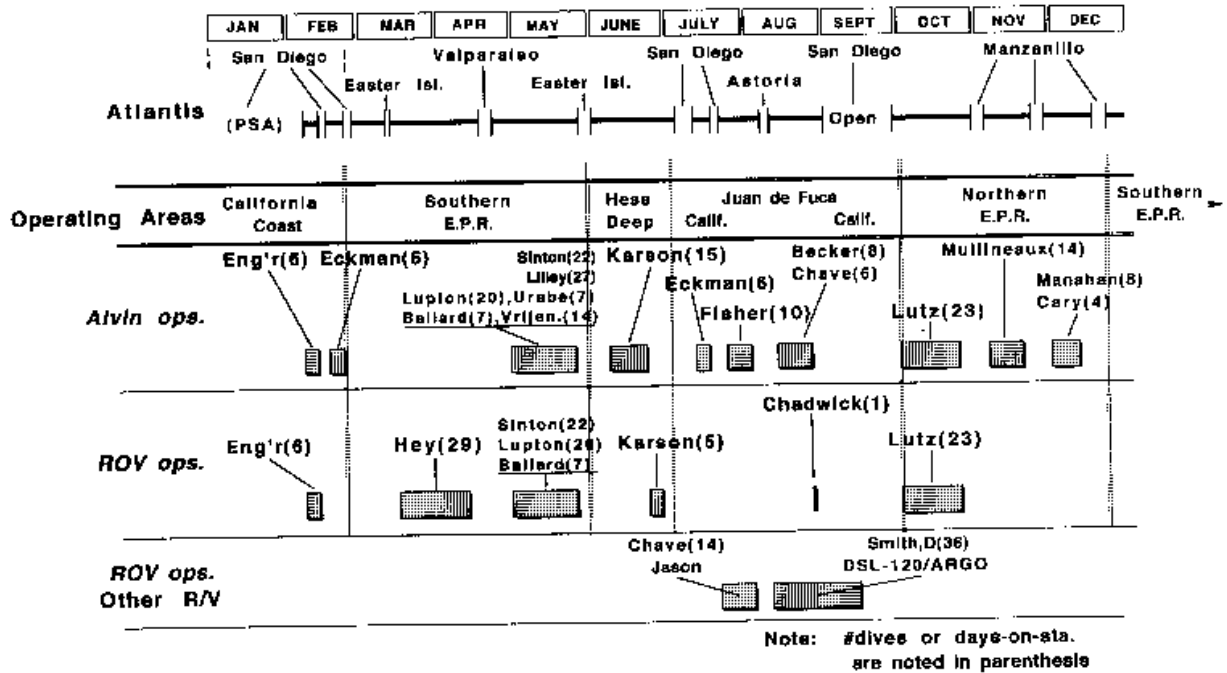 JAN FEB MAR APR MAY JUNE JULY AUG SEPT OCT NOV DEC
San Diego Valparaiso San Diego San Diego Manzanillo
Easter Isl. Easter Isl. Astoria
Atlantis
(PSA) Open
Operating Areas
California
Coast
Southern
E.P.R.
Hess
Deep
Juan de Fuca
Calif. Calif.
Northern
E.P.R.
Southern
E.P.R.
Alvin ops.
Eng'r(6) Eckman(6)
Sinton(22)
Lilley(27)
Lupton(20),Urabe(7)
Ballard(7),Vrijen.(14)
Karson(15)
Eckman(6)
Fisher(10)
Becker(8)
Chave(6)
Lutz(23)
Mullineaux(14)
Manahan(8)
Cary(4)
ROV ops.
Eng'r(6)
Hey(29)
Sinton(22)
Lupton(20)
Ballard(7)
Karson(5)
Chadwick(1)
Lutz(23)
ROV ops.
Other R/V
Chave(14)
Jason
Smith,D(36)
DSL-120/ARGO
Note: #dives or days-on-sta.
are noted in parenthesis